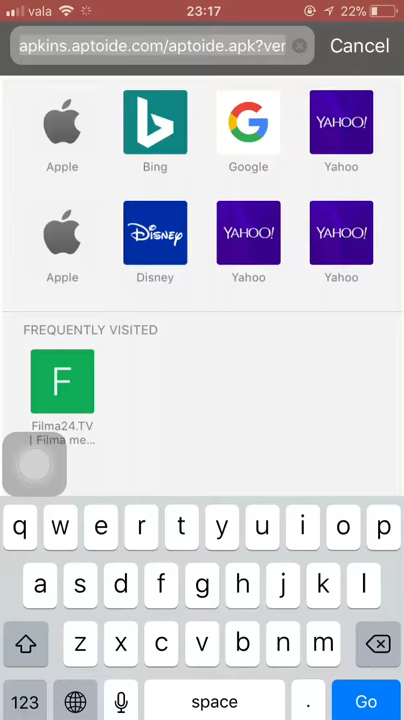 vala 23:17 22%
apkins.aptoide.com/aptoide.apk?ver Cancel
YAHOO!
Apple Bing Google Yahoo
Disney YAHOO! YAHOO!
Apple Disney Yahoo Yahoo
FREQUENTLY VISITED
F
Filma24.TV
| Filma me...
q w e r t y u i o p
a s d f g h j k l
z x c v b n m
123 space . Go